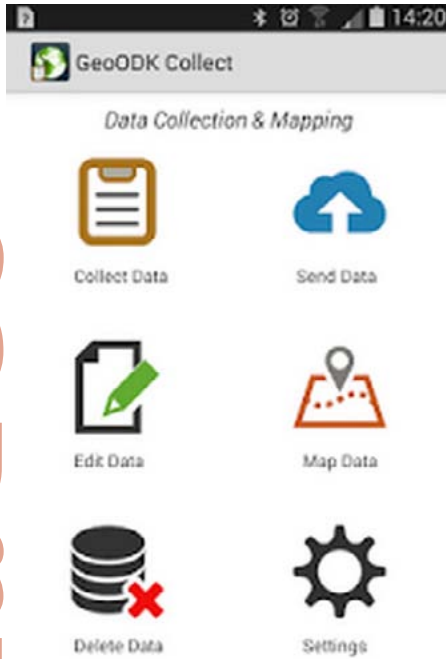 14:20
GeoODK Collect
Data Collection & Mapping
Collect Data
Send Data
Edit Data
Map Data
Delete Data
Settings